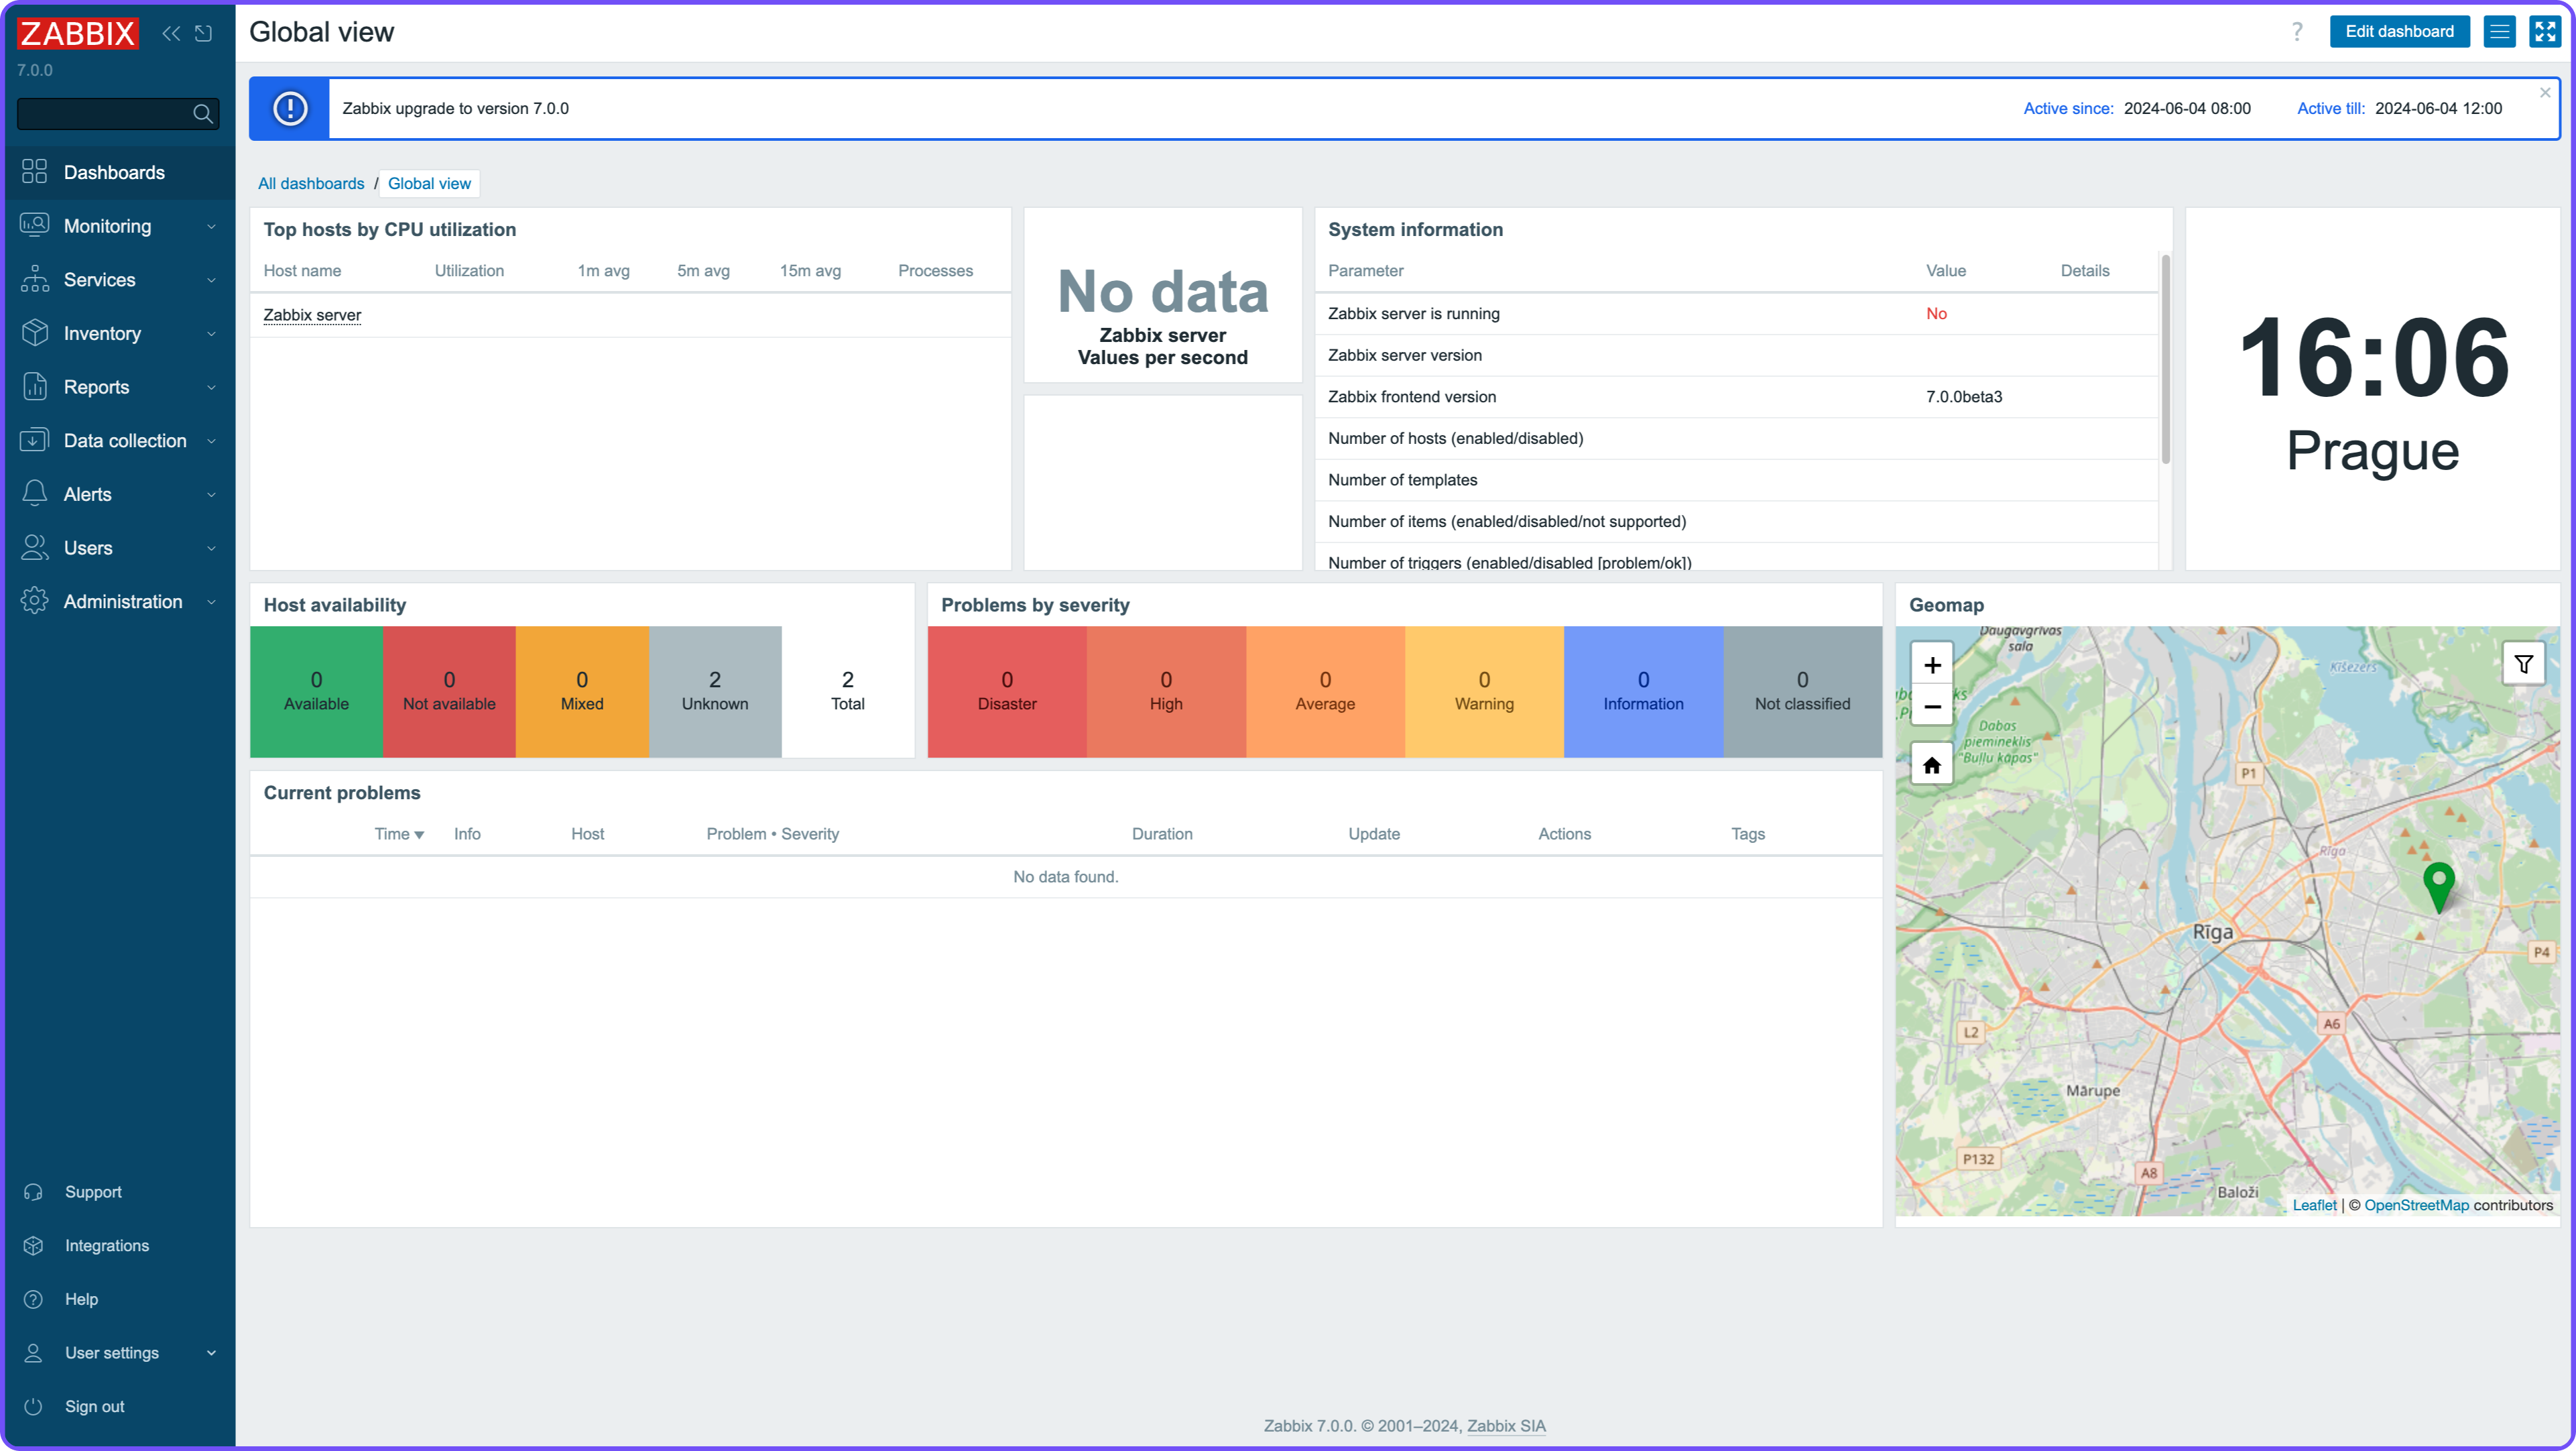 ZABBIX
7.0.0
Dashboards
Monitoring
Services
Inventory
Reports
Data collection
Alerts
Users
Administration
Support
Integrations
Help
User settings
Sign out
Global view
? Edit dashboard
Zabbix upgrade to version 7.0.0 Active since: 2024-06-04 08:00 Active till: 2024-06-04 12:00
All dashboards / Global view
Top hosts by CPU utilization
Host name Utilization 1m avg 5m avg 15m avg Processes
Zabbix server
No data
Zabbix server
Values per second
System information
Parameter Value Details
Zabbix server is running No
Zabbix server version
Zabbix frontend version 7.0.0beta3
Number of hosts (enabled/disabled)
Number of templates
Number of items (enabled/disabled/not supported)
Number of triggers (enabled/disabled [problem/ok])
16:06
Prague
Host availability
0 Available
0 Not available
0 Mixed
2 Unknown
2 Total
Problems by severity
0 Disaster
0 High
0 Average
0 Warning
0 Information
0 Not classified
Current problems
Time Info Host Problem • Severity Duration Update Actions Tags
No data found.
Geomap
Daugavgrīvas
sala
Ķīšezers
Dabas
piemineklis
"Buļļu kāpas"
P1
Rīga
Rīga
P4
L2
A6
Mārupe
P132
A8
Baloži
Leaflet | © OpenStreetMap contributors
Zabbix 7.0.0. © 2001–2024, Zabbix SIA